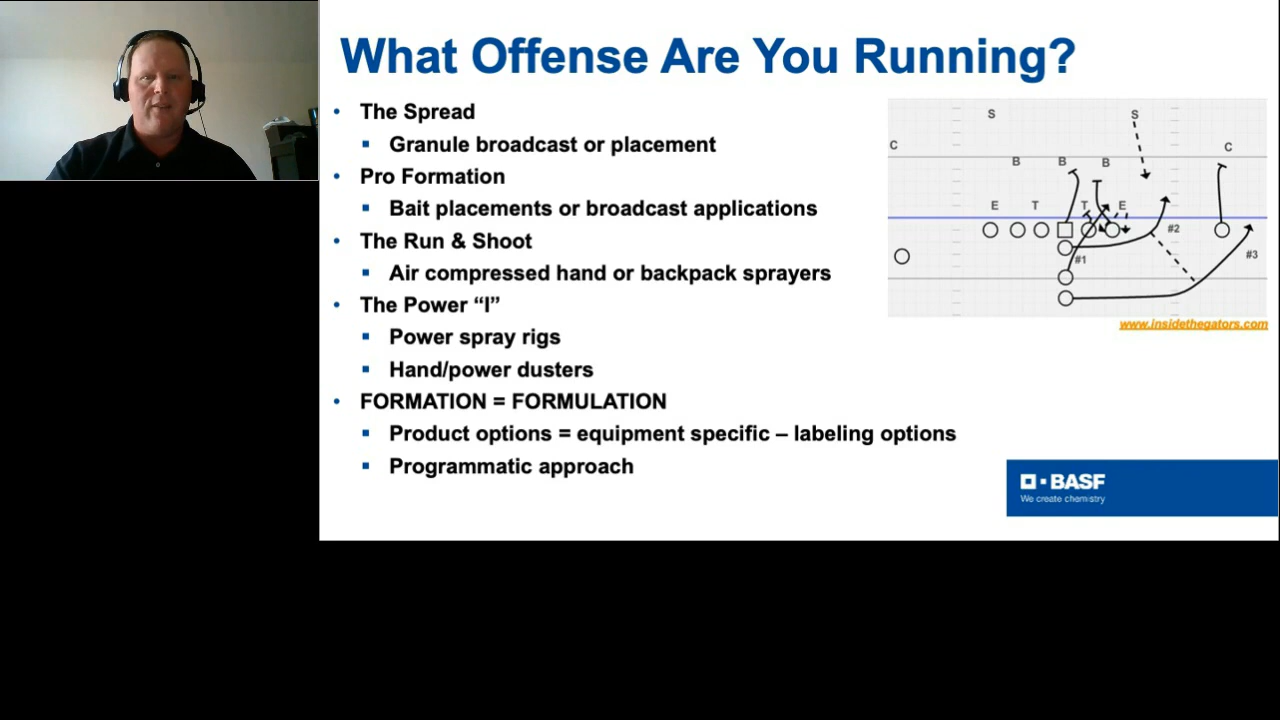 What Offense Are You Running?
• The Spread
▪ Granule broadcast or placement
• Pro Formation
▪ Bait placements or broadcast applications
• The Run & Shoot
▪ Air compressed hand or backpack sprayers
• The Power “I”
▪ Power spray rigs
▪ Hand/power dusters
• FORMATION = FORMULATION
▪ Product options = equipment specific – labeling options
▪ Programmatic approach
S S
C C
B B B
E T T E
#2
#1 #3
www.insidethegators.com
BASF
We create chemistry